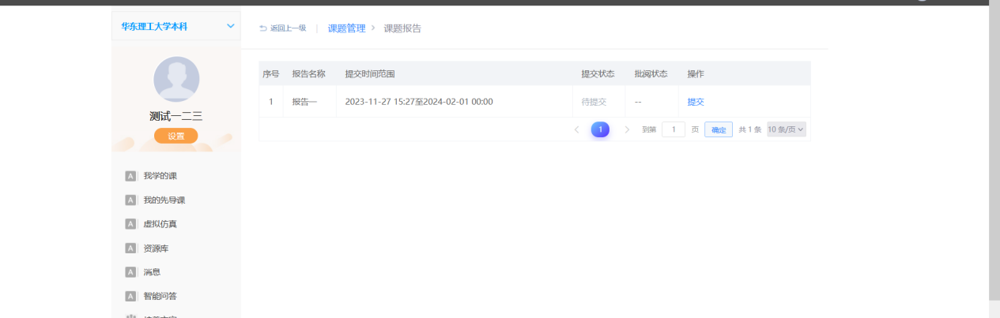 华东理工大学本科
返回上一级 | 课题管理 > 课题报告
测试一二三
设置
我学的课
我的先导课
虚拟仿真
资源库
消息
智能问答
序号 报告名称 提交时间范围 提交状态 批阅状态 操作
1 报告一 2023-11-27 15:27至2024-02-01 00:00 待提交 -- 提交
< 1 > 到第 1 页 确定 共 1 条 10 条/页